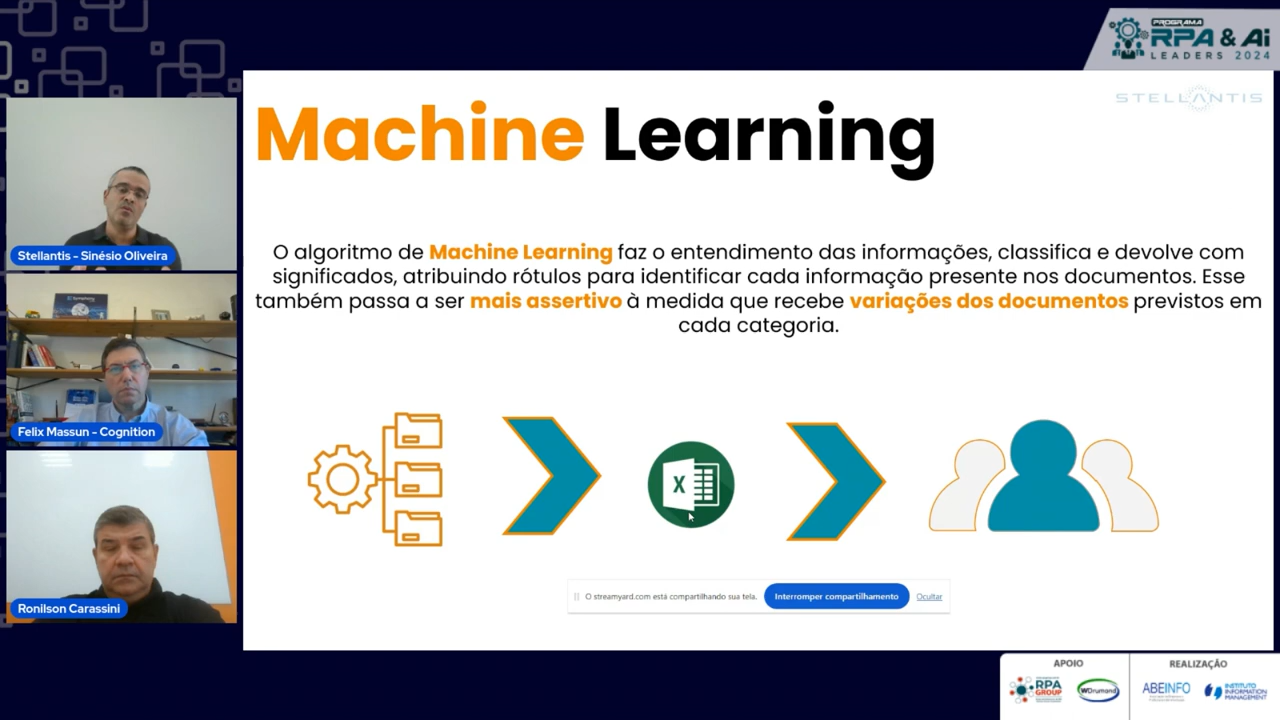 PROGRAMA
RPA & Ai
LEADERS 2024
STELLANTIS
Machine Learning
O algoritmo de Machine Learning faz o entendimento das informações, classifica e devolve com
significados, atribuindo rótulos para identificar cada informação presente nos documentos. Esse
também passa a ser mais assertivo à medida que recebe variações dos documentos previstos em
cada categoria.
Stellantis - Sinésio Oliveira
Felix Massun - Cognition
Ronilson Carassini
X
O streamyard.com está compartilhando sua tela.
Interromper compartilhamento
Ocultar
APOIO
RPA
GROUP
WDrumond
REALIZAÇÃO
ABEINFO
INSTITUTO
INFORMATION
MANAGEMENT